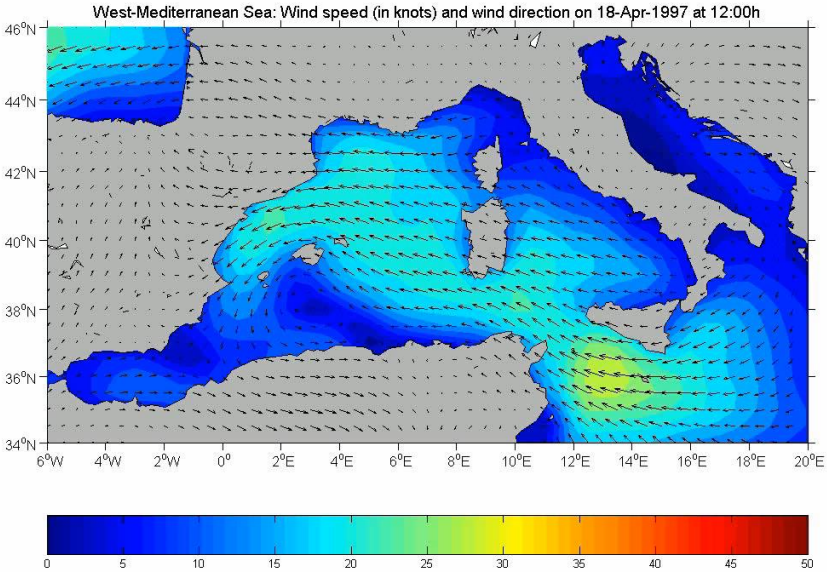 West-Mediterranean Sea: Wind speed (in knots) and wind direction on 18-Apr-1997 at 12:00h
46°N
44°N
42°N
40°N
38°N
36°N
34°N
6°W 4°W 2°W 0° 2°E 4°E 6°E 8°E 10°E 12°E 14°E 16°E 18°E 20°E
0 5 10 15 20 25 30 35 40 45 50